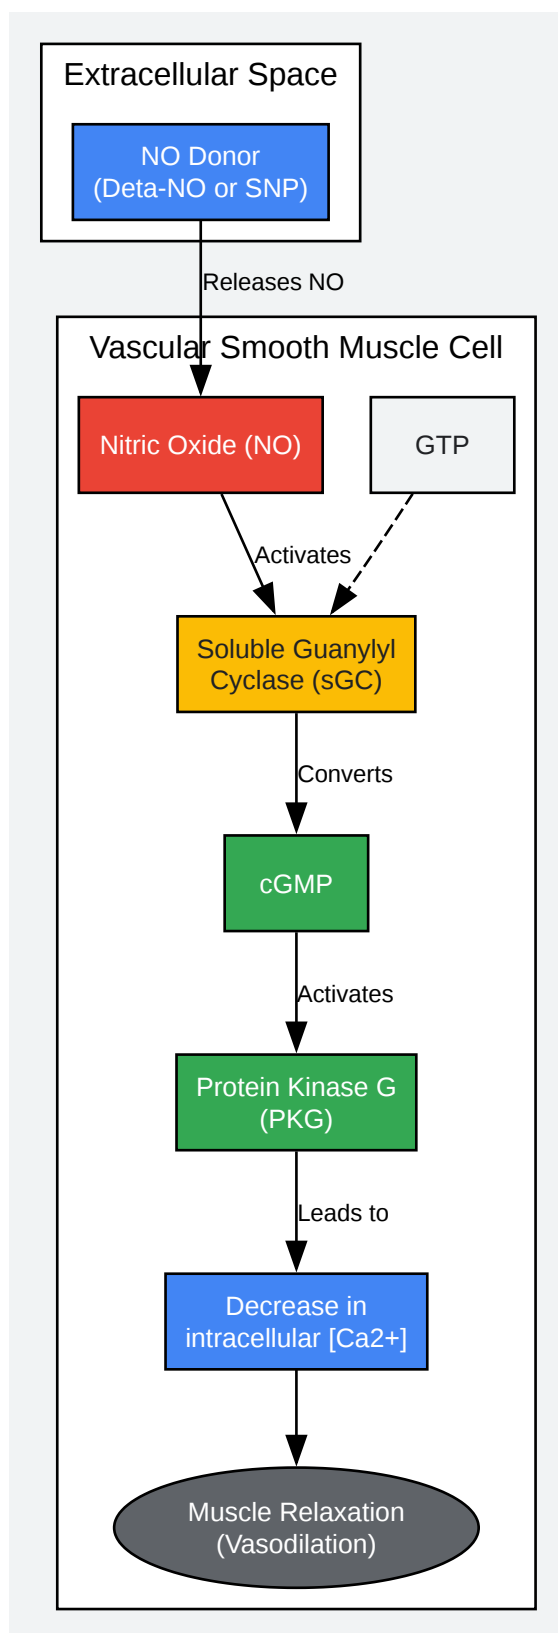 Extracellular Space
NO Donor
(Deta-NO or SNP)
Releases NO
Vascular Smooth Muscle Cell
Nitric Oxide (NO)
GTP
Activates
Soluble Guanylyl
Cyclase (sGC)
Converts
cGMP
Activates
Protein Kinase G
(PKG)
Leads to
Decrease in
intracellular [Ca2+]
Muscle Relaxation
(Vasodilation)